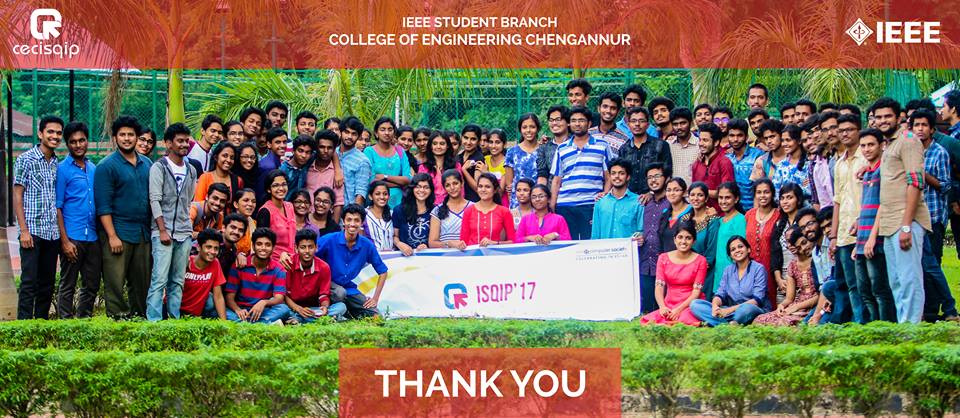 cecisqip
IEEE STUDENT BRANCH
COLLEGE OF ENGINEERING CHENGANNUR
IEEE
computer society
ISQIP'17
THANK YOU